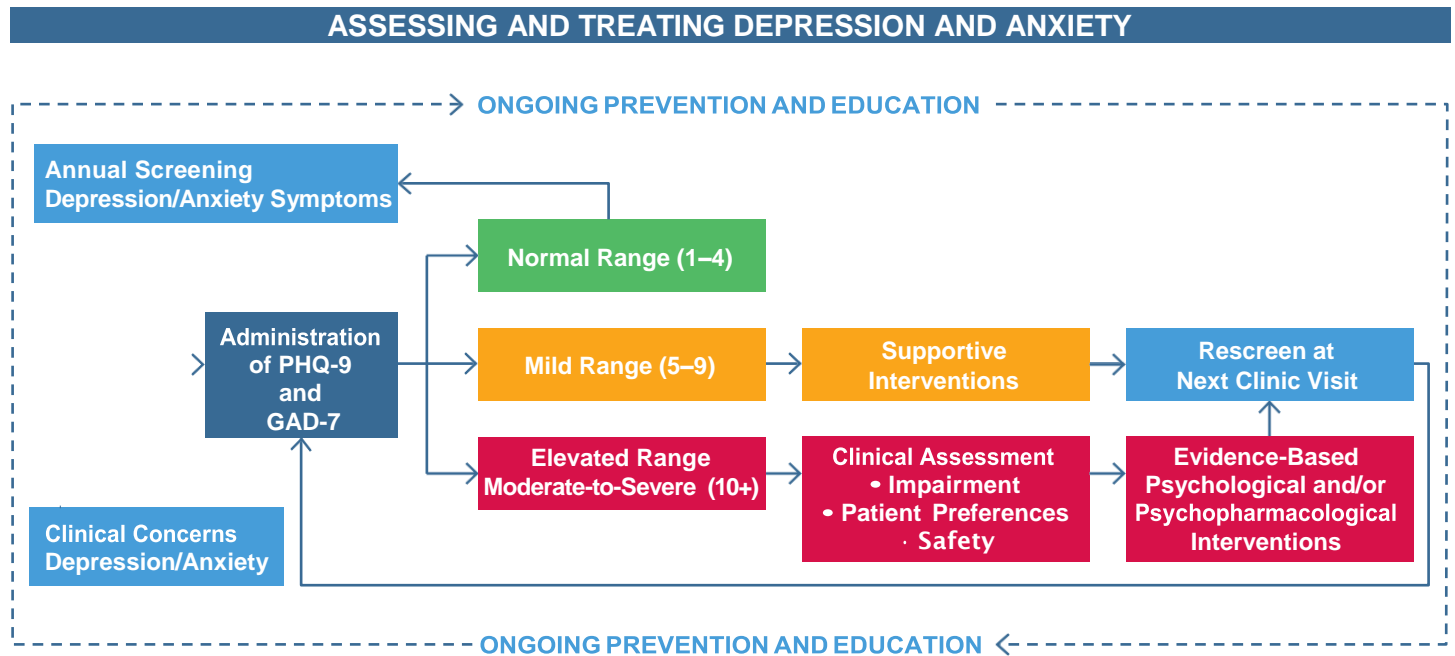 ASSESSING AND TREATING DEPRESSION AND ANXIETY
ONGOING PREVENTION AND EDUCATION
Annual Screening
Depression/Anxiety Symptoms
Normal Range (1–4)
Administration
of PHQ-9
and
GAD-7
Mild Range (5–9)
Supportive
Interventions
Rescreen at
Next Clinic Visit
Elevated Range
Moderate-to-Severe (10+)
Clinical Assessment
• Impairment
• Patient Preferences
· Safety
Evidence-Based
Psychological and/or
Psychopharmacological
Interventions
Clinical Concerns
Depression/Anxiety
ONGOING PREVENTION AND EDUCATION